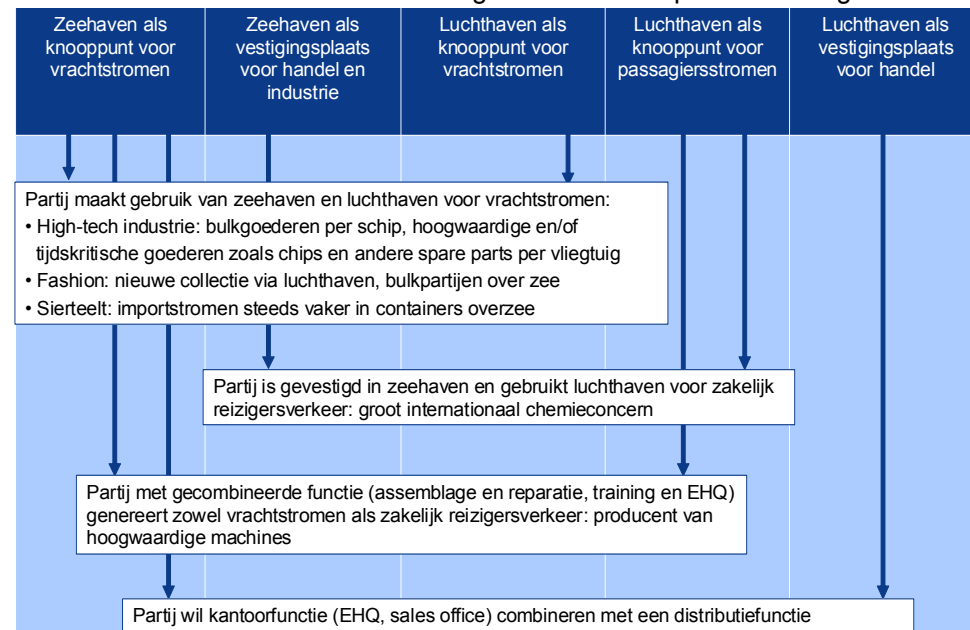 Zeehaven als
knooppunt voor
vrachtstromen
Zeehaven als
vestigingsplaats
voor handel en
industrie
Luchthaven als
knooppunt voor
vrachtstromen
Luchthaven als
knooppunt voor
passagiersstromen
Luchthaven als
vestigingsplaats
voor handel
Partij maakt gebruik van zeehaven en luchthaven voor vrachtstromen:
• High-tech industrie: bulkgoederen per schip, hoogwaardige en/of
tijdskritische goederen zoals chips en andere spare parts per vliegtuig
• Fashion: nieuwe collectie via luchthaven, bulkpartijen over zee
• Sierteelt: importstromen steeds vaker in containers overzee
Partij is gevestigd in zeehaven en gebruikt luchthaven voor zakelijk
reizigersverkeer: groot internationaal chemieconcern
Partij met gecombineerde functie (assemblage en reparatie, training en EHQ)
genereert zowel vrachtstromen als zakelijk reizigersverkeer: producent van
hoogwaardige machines
Partij wil kantoorfunctie (EHQ, sales office) combineren met een distributiefunctie